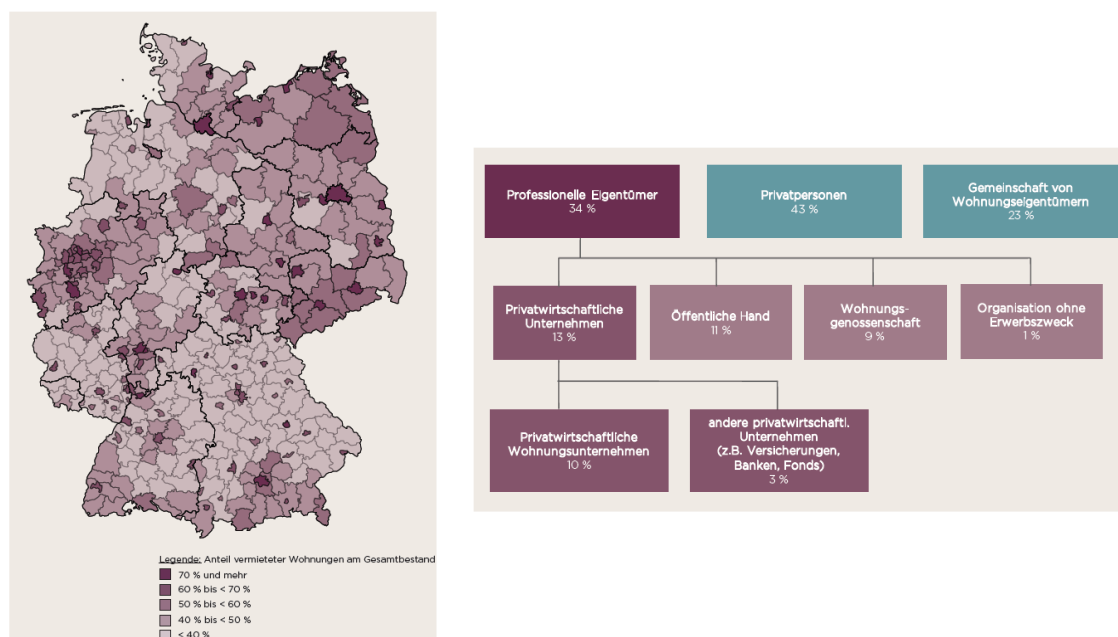 Legende: Anteil vermieteter Wohnungen am Gesamtbestand
70 % und mehr
60 % bis < 70 %
50 % bis < 60 %
40 % bis < 50 %
< 40 %
Professionelle Eigentümer
34 %
Privatpersonen
43 %
Gemeinschaft von
Wohnungseigentümern
23 %
Privatwirtschaftliche
Unternehmen
13 %
Öffentliche Hand
11 %
Wohnungs-
genossenschaft
9 %
Organisation ohne
Erwerbszweck
1 %
Privatwirtschaftliche
Wohnungsunternehmen
10 %
andere privatwirtschaftl.
Unternehmen
(z.B. Versicherungen,
Banken, Fonds)
3 %